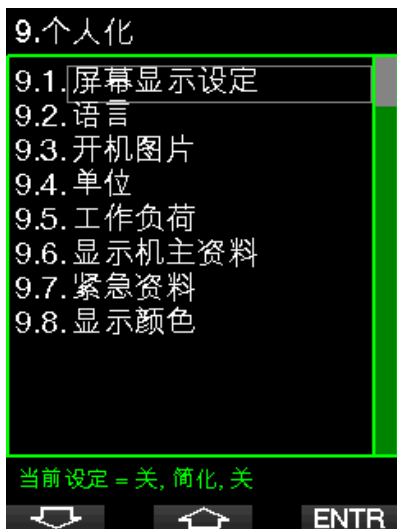 9.个人化
9.1.屏幕显示设定
9.2.语言
9.3.开机图片
9.4.单位
9.5.工作负荷
9.6.显示机主资料
9.7.紧急资料
9.8.显示颜色
当前设定 = 关, 简化, 关
ENTR